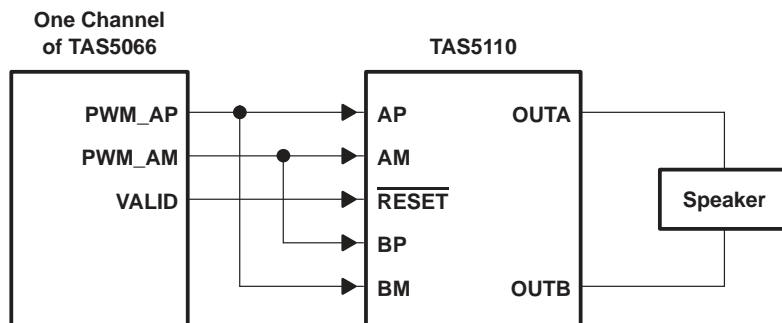 One Channel
of TAS5066
TAS5110
PWM_AP
AP
OUTA
PWM_AM
AM
VALID
RESET
Speaker
BP
BM
OUTB